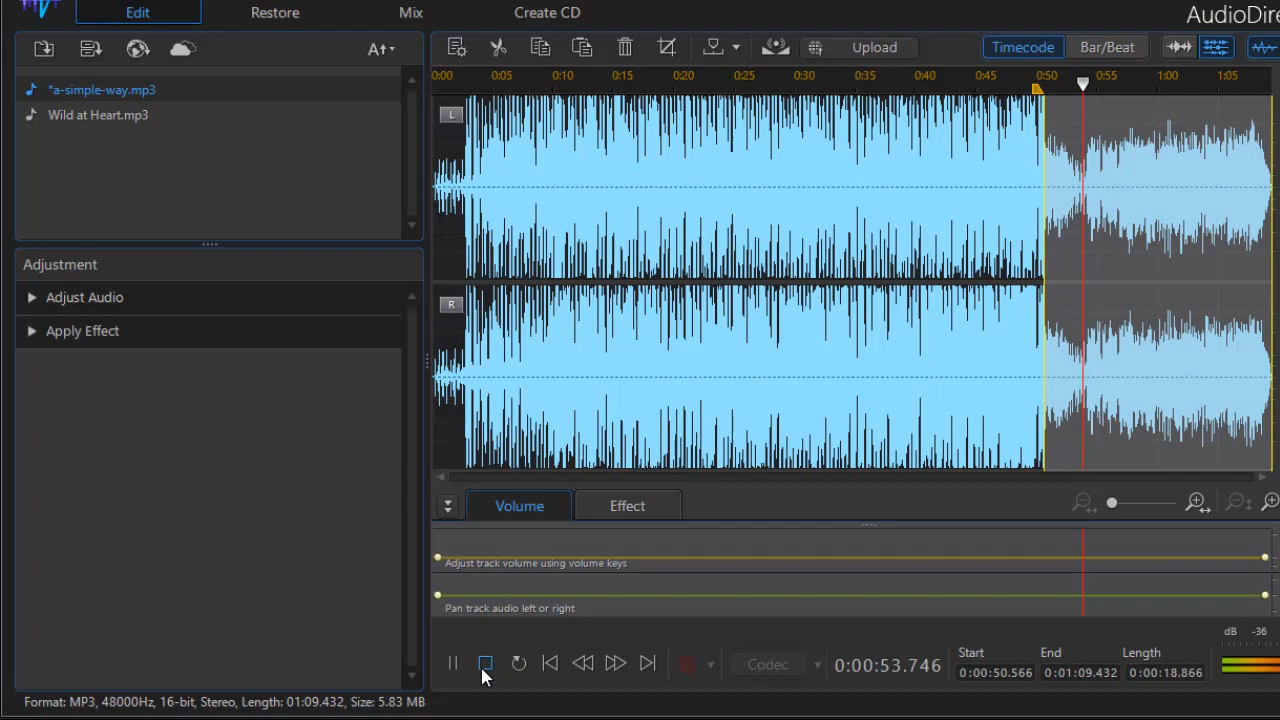 Edit Restore Mix Create CD AudioDire
A Timecode Bar/Beat Upload
*a-simple-way.mp3
Wild at Heart.mp3
0:00 0:05 0:10 0:15 0:20 0:25 0:30 0:35 0:40 0:45 0:50 0:55 1:00 1:05
L
R
Adjustment
Adjust Audio
Apply Effect
Volume Effect
Adjust track volume using volume keys
Pan track audio left or right
dB -36
Codec 0:00:53.746
Start End Length
0:00:50.566 0:01:09.432 0:00:18.866
Format: MP3, 48000Hz, 16-bit, Stereo, Length: 01:09.432, Size: 5.83 MB